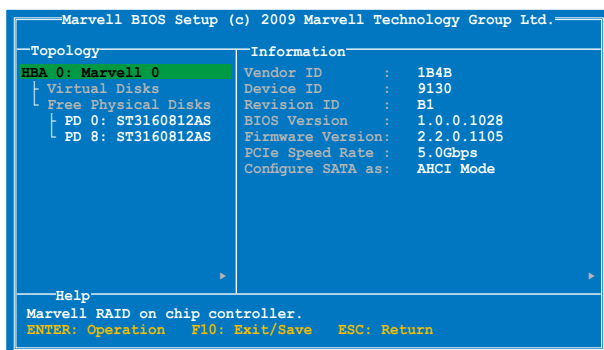 Marvell BIOS Setup (c) 2009 Marvell Technology Group Ltd.
Topology
HBA 0: Marvell 0
Virtual Disks
Free Physical Disks
PD 0: ST3160812AS
PD 8: ST3160812AS
Information
Vendor ID : 1B4B
Device ID : 9130
Revision ID : B1
BIOS Version : 1.0.0.1028
Firmware Version: 2.2.0.1105
PCIe Speed Rate : 5.0Gbps
Configure SATA as: AHCI Mode
Help
Marvell RAID on chip controller.
ENTER: Operation F10: Exit/Save ESC: Return